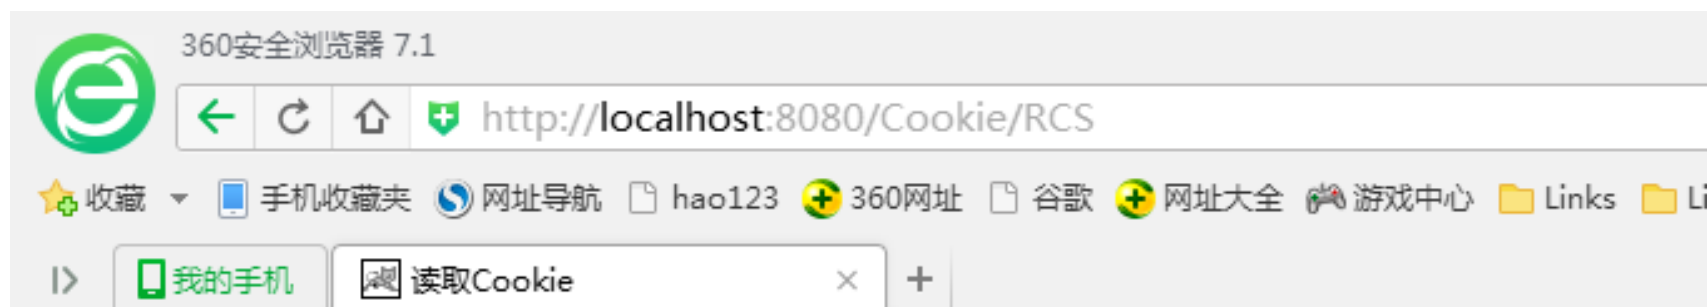 360安全浏览器 7.1
http://localhost:8080/Cookie/RCS
收藏 手机收藏夹 网址导航 hao123 360网址 谷歌 网址大全 游戏中心 Links
我的手机 读取Cookie